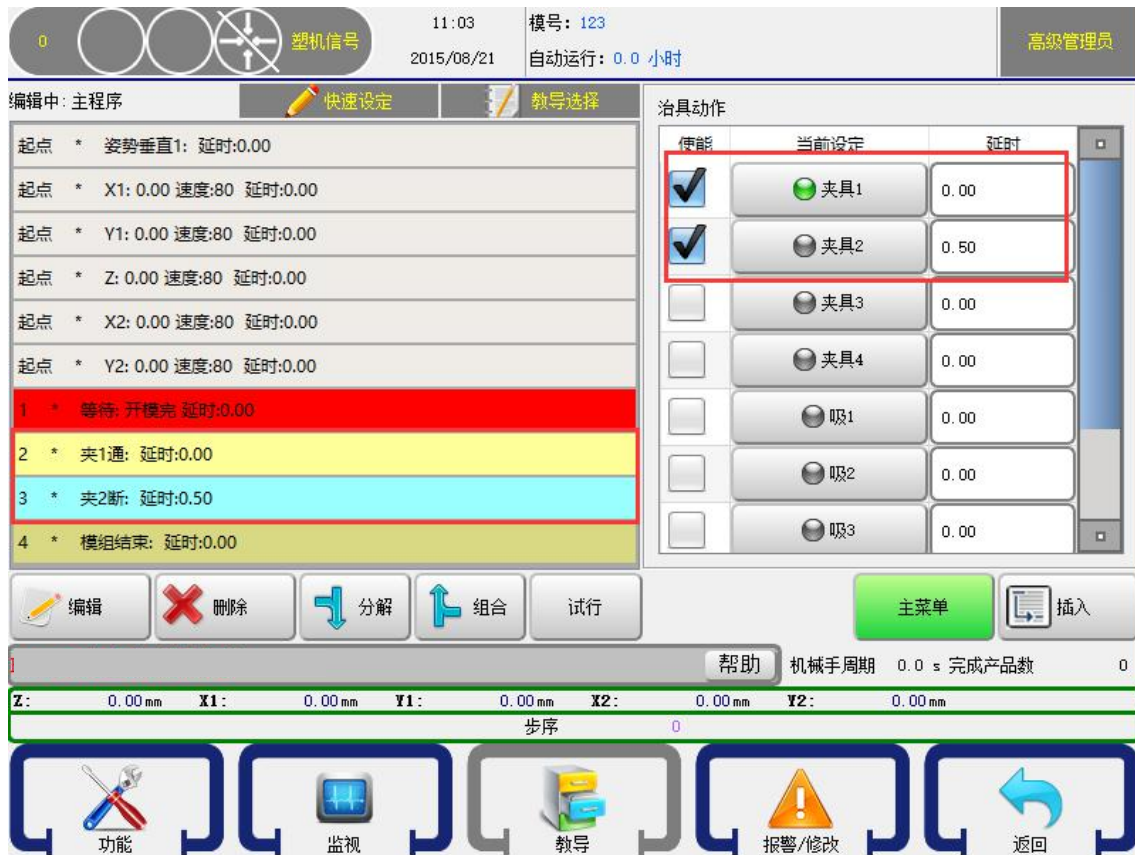 0
塑机信号
11:03
2015/08/21
模号: 123
自动运行: 0.0 小时
高级管理员
编辑中: 主程序
快速设定
教导选择
起点 * 姿势垂直1: 延时:0.00
起点 * X1: 0.00 速度:80 延时:0.00
起点 * Y1: 0.00 速度:80 延时:0.00
起点 * Z: 0.00 速度:80 延时:0.00
起点 * X2: 0.00 速度:80 延时:0.00
起点 * Y2: 0.00 速度:80 延时:0.00
1 * 等待: 开模完 延时:0.00
2 * 夹1通: 延时:0.00
3 * 夹2断: 延时:0.50
4 * 模组结束: 延时:0.00
治具动作
使能 当前设定 延时
夹具1 0.00
夹具2 0.50
夹具3 0.00
夹具4 0.00
吸1 0.00
吸2 0.00
吸3 0.00
编辑
删除
分解
组合
试行
主菜单
插入
帮助
机械手周期 0.0 s 完成产品数 0
Z: 0.00mm X1: 0.00mm Y1: 0.00mm X2: 0.00mm Y2: 0.00mm
步序 0
功能
监视
教导
报警/修改
返回